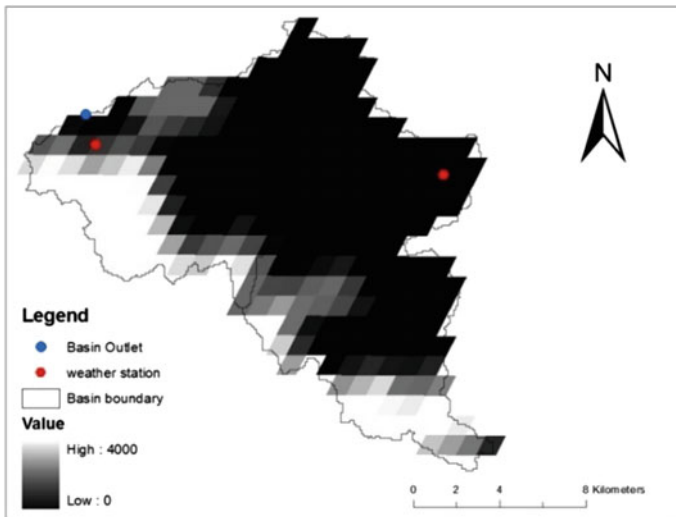 N
Legend
Basin Outlet
weather station
Basin boundary
Value
High : 4000
Low : 0
0 2 4 8 Kilometers